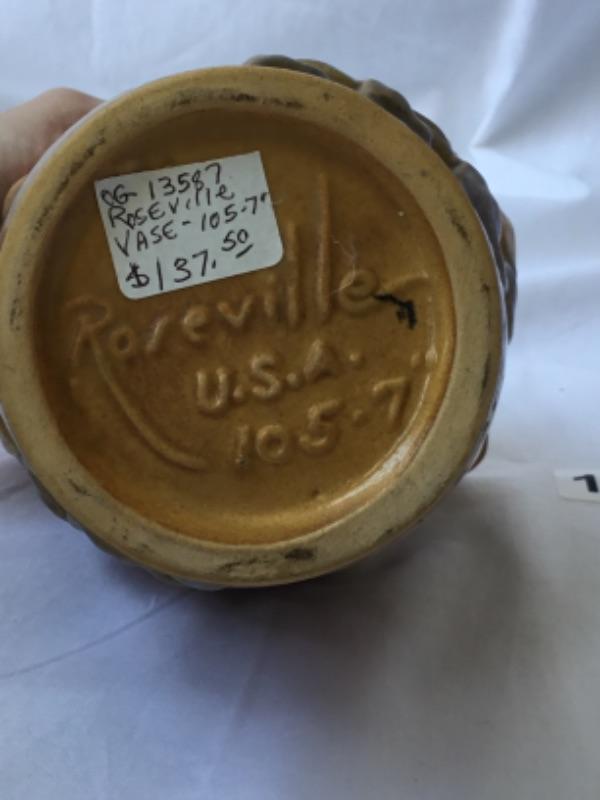 OG 13587
ROSEVIlle
VASE-105-7"
$137.50
Roseville
U.S.A.
105-7"